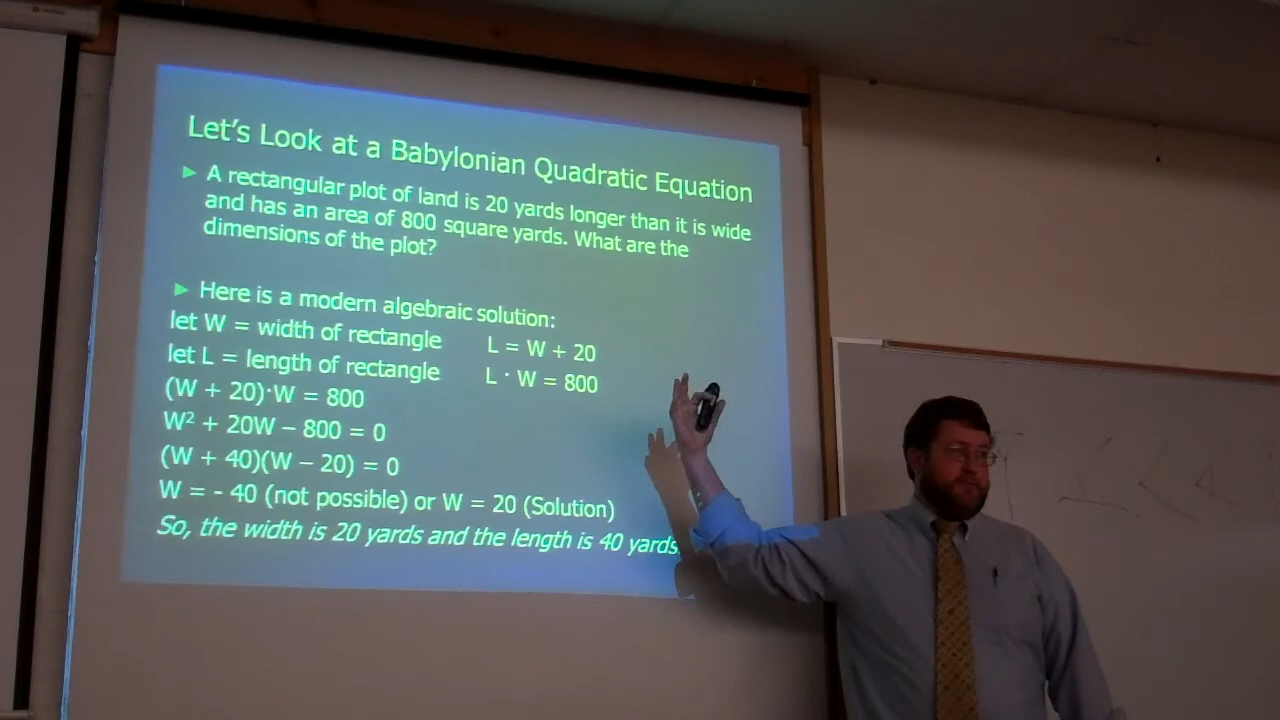 Let's Look at a Babylonian Quadratic Equation
► A rectangular plot of land is 20 yards longer than it is wide
and has an area of 800 square yards. What are the
dimensions of the plot?
► Here is a modern algebraic solution:
let W = width of rectangle L = W + 20
let L = length of rectangle L · W = 800
(W + 20)·W = 800
W² + 20W – 800 = 0
(W + 40)(W – 20) = 0
W = - 40 (not possible) or W = 20 (Solution)
So, the width is 20 yards and the length is 40 yards